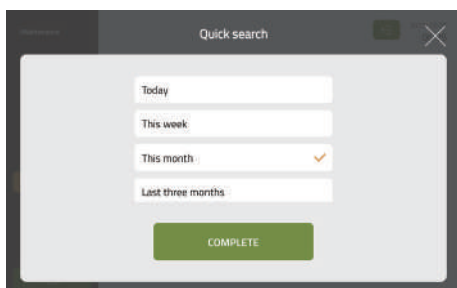 Quick search
Today
This week
This month
Last three months
COMPLETE